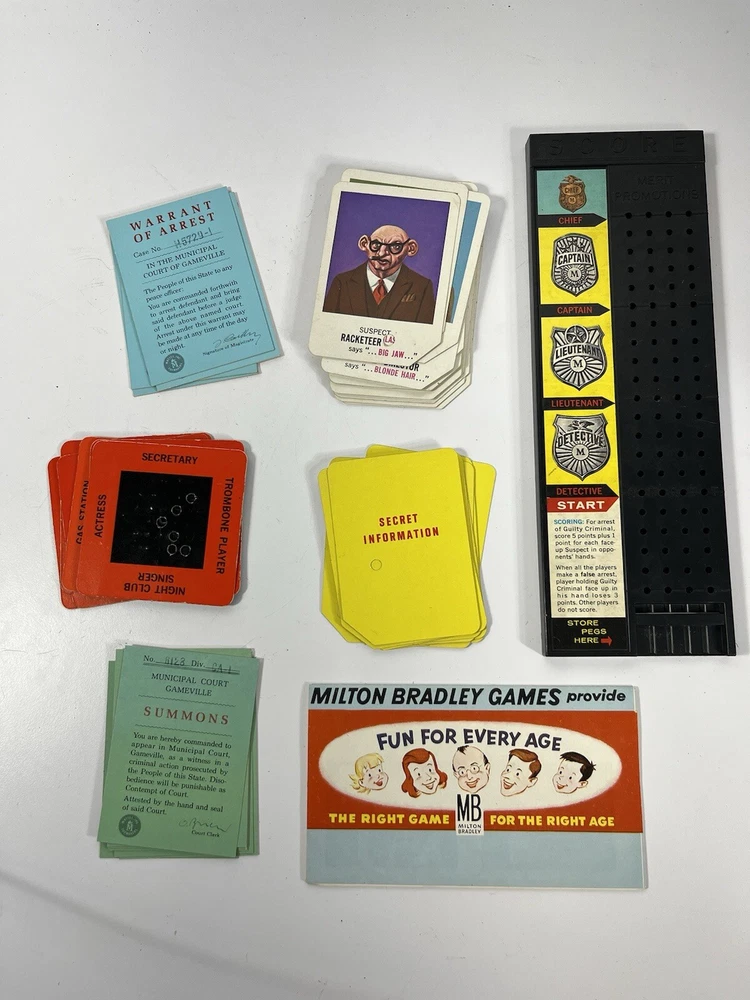 WARRANT
OF ARREST
Case No. H5729-1
IN THE MUNICIPAL
COURT OF GAMEVILLE
The People of this State to any
peace officer:
You are commanded forthwith
to arrest defendant and bring
said defendant before a judge
of the above named court.
Arrest under this warrant may
be made at any time of the day
or night.
Signature of Magistrate
SUSPECT
RACKETEER
says "...BIG JAW..."
says "...BLONDE HAIR..."
SCORE
MERIT
PROMOTIONS
CHIEF
CHIEF
CAPTAIN
M
CAPTAIN
LIEUTENANT
M
LIEUTENANT
DETECTIVE
M
DETECTIVE
START
SCORING: For arrest
of Guilty Criminal,
score 5 points plus 1
point for each face-
up Suspect in oppo-
nents' hands.
When all the players
make a false arrest,
player holding Guilty
Criminal face up in
his hand loses 3
points. Other players
do not score.
STORE
PEGS
HERE
SECRETARY
TROMBONE PLAYER
NIGHT CLUB
SINGER
ACTRESS
GAS STATION
SECRET
INFORMATION
No. 4128 Div. GA-1
MUNICIPAL COURT
GAMEVILLE
SUMMONS
You are hereby commanded to
appear in Municipal Court,
Gameville, as a witness in a
criminal action prosecuted by
the People of this State. Diso-
bedience will be punishable as
Contempt of Court.
Attested by the hand and seal
of said Court.
Court Clerk
MILTON BRADLEY GAMES provide
FUN FOR EVERY AGE
THE RIGHT GAME MB FOR THE RIGHT AGE
MILTON
BRADLEY